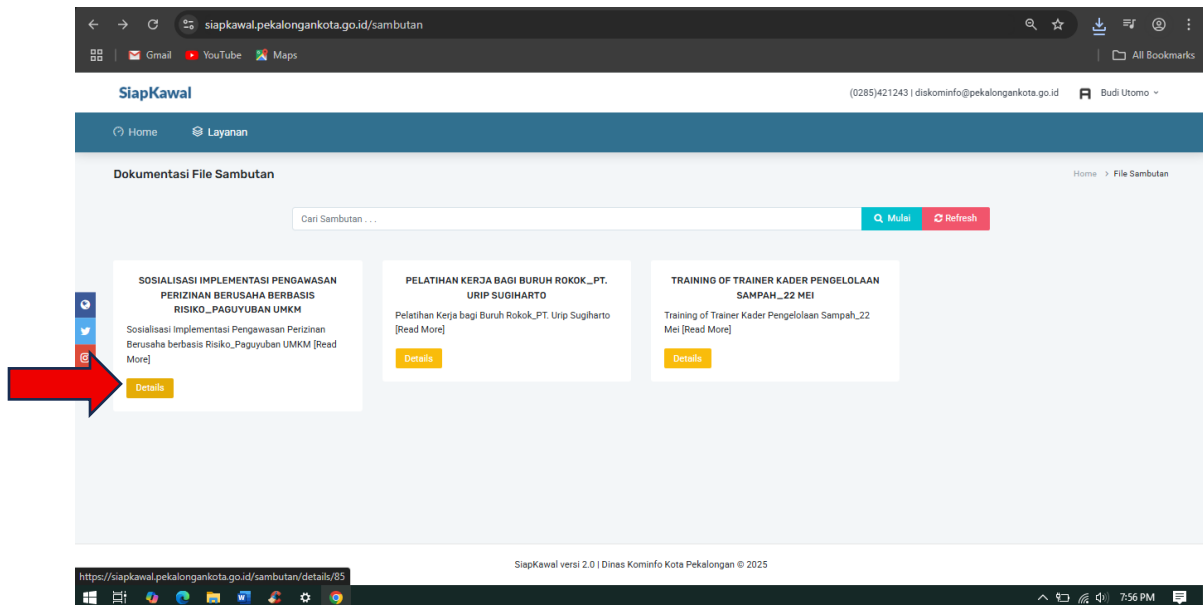 siapkawal.pekalongankota.go.id/sambutan
Gmail YouTube Maps All Bookmarks
SiapKawal (0285)421243 | diskominfo@pekalongankota.go.id Budi Utomo
Home Layanan
Dokumentasi File Sambutan Home > File Sambutan
Cari Sambutan . . . Mulai Refresh
SOSIALISASI IMPLEMENTASI PENGAWASAN
PERIZINAN BERUSAHA BERBASIS
RISIKO_PAGUYUBAN UMKM
Sosialisasi Implementasi Pengawasan Perizinan
Berusaha berbasis Risiko_Paguyuban UMKM [Read
More]
Details
PELATIHAN KERJA BAGI BURUH ROKOK_PT.
URIP SUGIHARTO
Pelatihan Kerja bagi Buruh Rokok_PT. Urip Sugiharto
[Read More]
Details
TRAINING OF TRAINER KADER PENGELOLAAN
SAMPAH_22 MEI
Training of Trainer Kader Pengelolaan Sampah_22
Mei [Read More]
Details
SiapKawal versi 2.0 | Dinas Kominfo Kota Pekalongan © 2025
https://siapkawal.pekalongankota.go.id/sambutan/details/85
7:56 PM